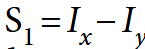 S₁ = Iₓ − Iᵧ